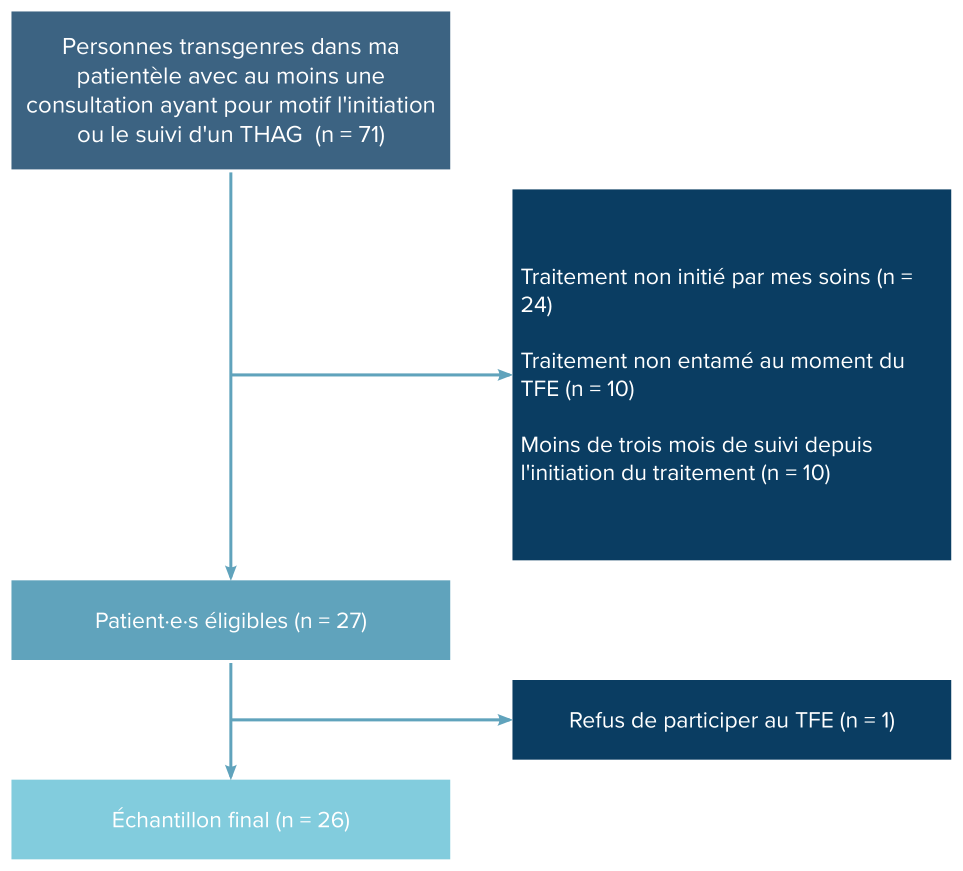 Personnes transgenres dans ma
patientèle avec au moins une
consultation ayant pour motif l'initiation
ou le suivi d'un THAG (n = 71)
Traitement non initié par mes soins (n =
24)
Traitement non entamé au moment du
TFE (n = 10)
Moins de trois mois de suivi depuis
l'initiation du traitement (n = 10)
Patient·e·s éligibles (n = 27)
Refus de participer au TFE (n = 1)
Échantillon final (n = 26)